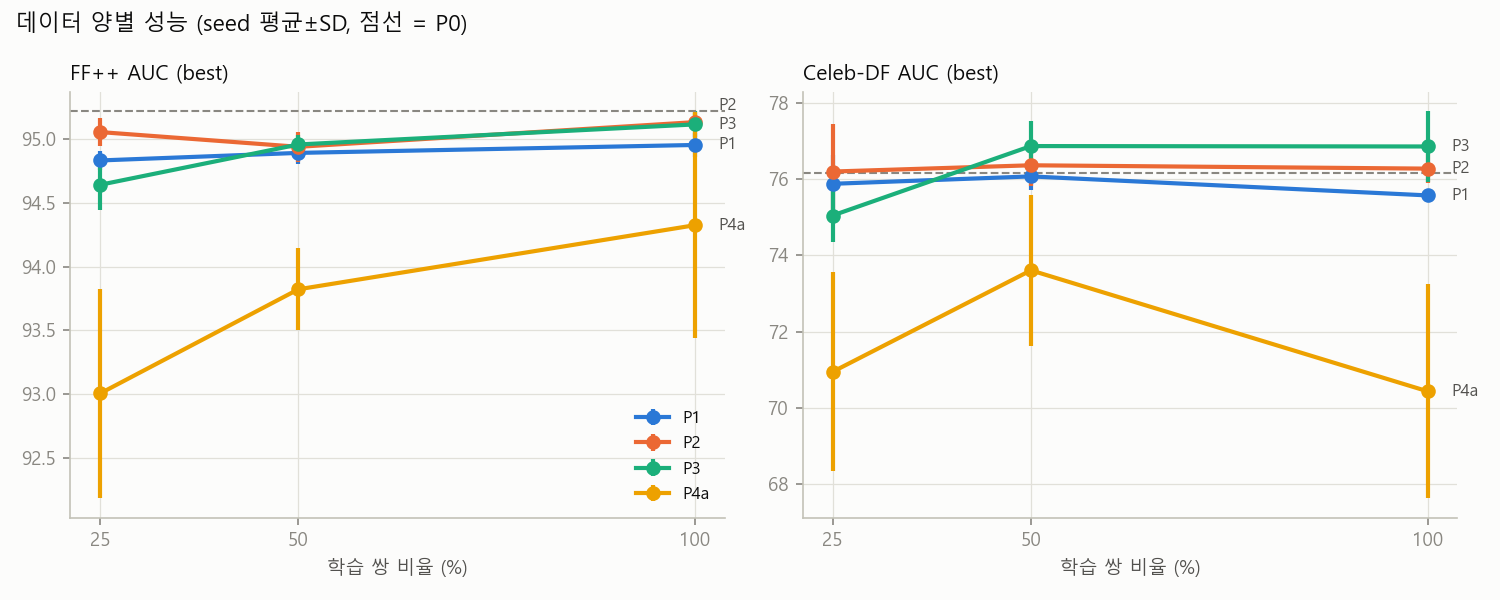 데이터 양별 성능 (seed 평균±SD, 점선 = P0)
FF++ AUC (best)
95.0
94.5
94.0
93.5
93.0
92.5
25
50
100
학습 쌍 비율 (%)
P2
P3
P1
P4a
P1
P2
P3
P4a
Celeb-DF AUC (best)
78
76
74
72
70
68
25
50
100
학습 쌍 비율 (%)
P3
P2
P1
P4a